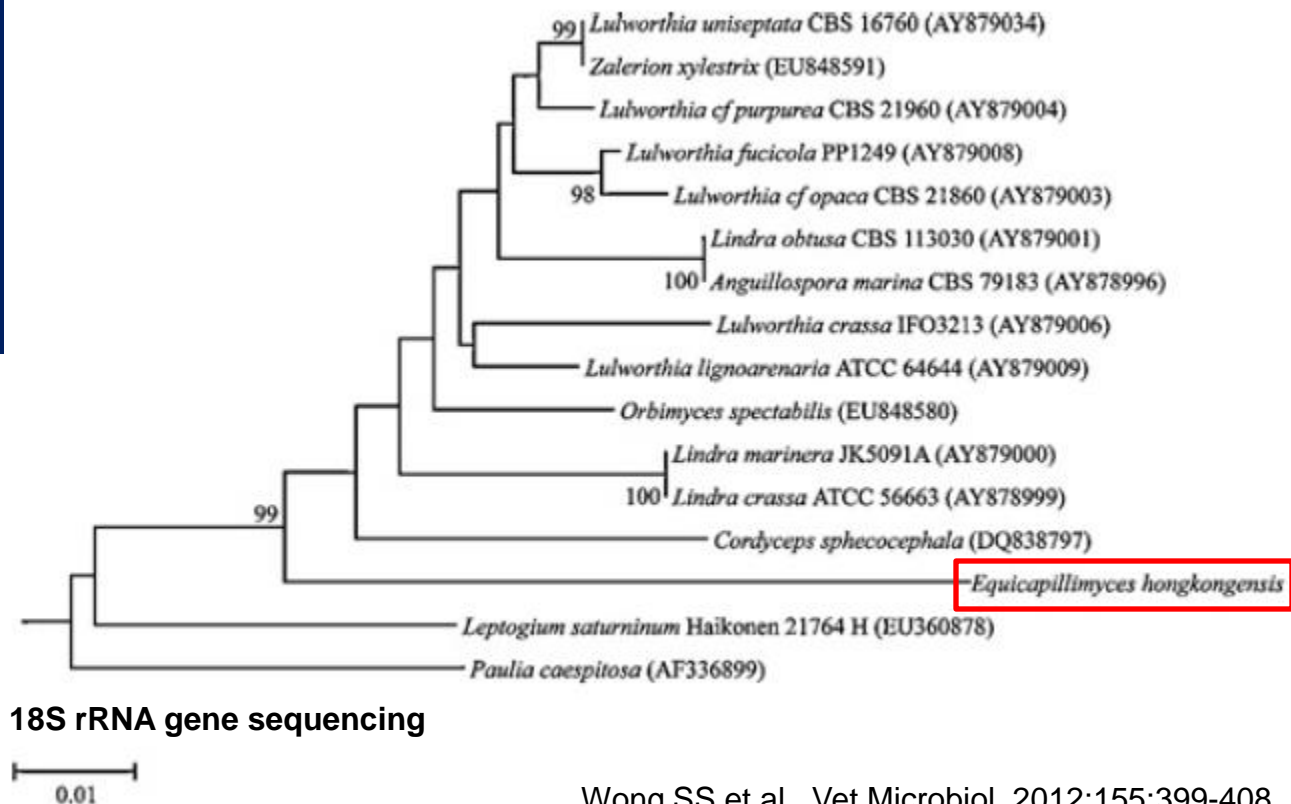 99 Lulworthia uniseptata CBS 16760 (AY879034)
Zalerion xylestrix (EU848591)
Lulworthia cf purpurea CBS 21960 (AY879004)
Lulworthia fucicola PP1249 (AY879008)
98 Lulworthia cf opaca CBS 21860 (AY879003)
Lindra obtusa CBS 113030 (AY879001)
100 Anguillospora marina CBS 79183 (AY878996)
Lulworthia crassa IFO3213 (AY879006)
Lulworthia lignoarenaria ATCC 64644 (AY879009)
Orbimyces spectabilis (EU848580)
Lindra marinera JK5091A (AY879000)
100 Lindra crassa ATCC 56663 (AY878999)
99
Cordyceps sphecocephala (DQ838797)
Equicapillimyces hongkongensis
Leptogium saturninum Haikonen 21764 H (EU360878)
Paulia caespitosa (AF336899)
18S rRNA gene sequencing
0.01
Wong SS et al. Vet Microbiol. 2012;155:399-408